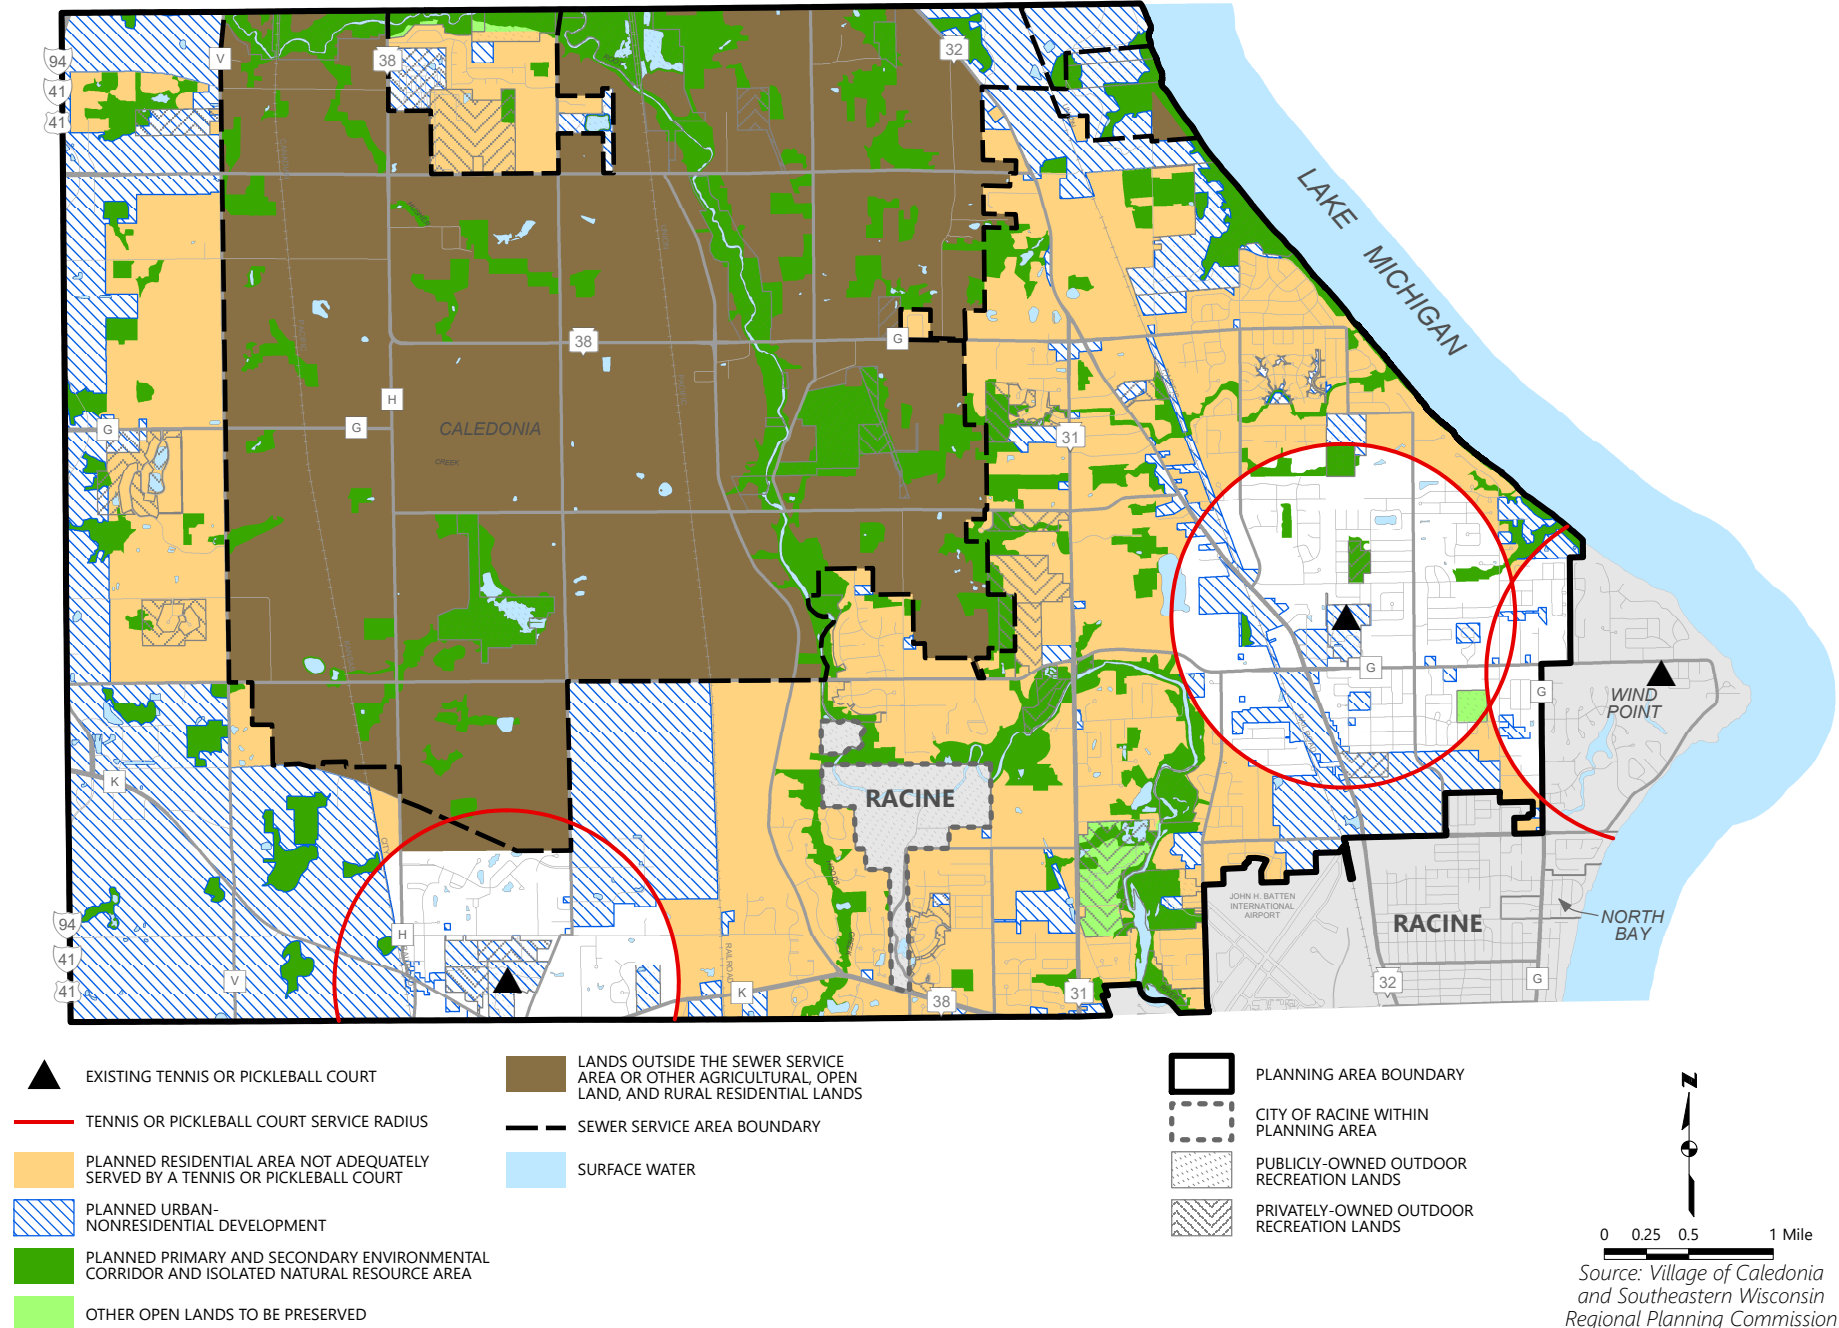 94
41
41
V
38
32
LAKE
MICHIGAN
38
G
H
G
G
CALEDONIA
CREEK
31
G
G
WIND
POINT
K
RACINE
JOHN H. BATTEN
INTERNATIONAL
AIRPORT
RACINE
NORTH
BAY
94
41
41
H
V
K
38
31
32
G
RAILROAD
EXISTING TENNIS OR PICKLEBALL COURT
TENNIS OR PICKLEBALL COURT SERVICE RADIUS
PLANNED RESIDENTIAL AREA NOT ADEQUATELY
SERVED BY A TENNIS OR PICKLEBALL COURT
PLANNED URBAN-
NONRESIDENTIAL DEVELOPMENT
PLANNED PRIMARY AND SECONDARY ENVIRONMENTAL
CORRIDOR AND ISOLATED NATURAL RESOURCE AREA
OTHER OPEN LANDS TO BE PRESERVED
LANDS OUTSIDE THE SEWER SERVICE
AREA OR OTHER AGRICULTURAL, OPEN
LAND, AND RURAL RESIDENTIAL LANDS
SEWER SERVICE AREA BOUNDARY
SURFACE WATER
PLANNING AREA BOUNDARY
CITY OF RACINE WITHIN
PLANNING AREA
PUBLICLY-OWNED OUTDOOR
RECREATION LANDS
PRIVATELY-OWNED OUTDOOR
RECREATION LANDS
N
0 0.25 0.5 1 Mile
Source: Village of Caledonia
and Southeastern Wisconsin
Regional Planning Commission